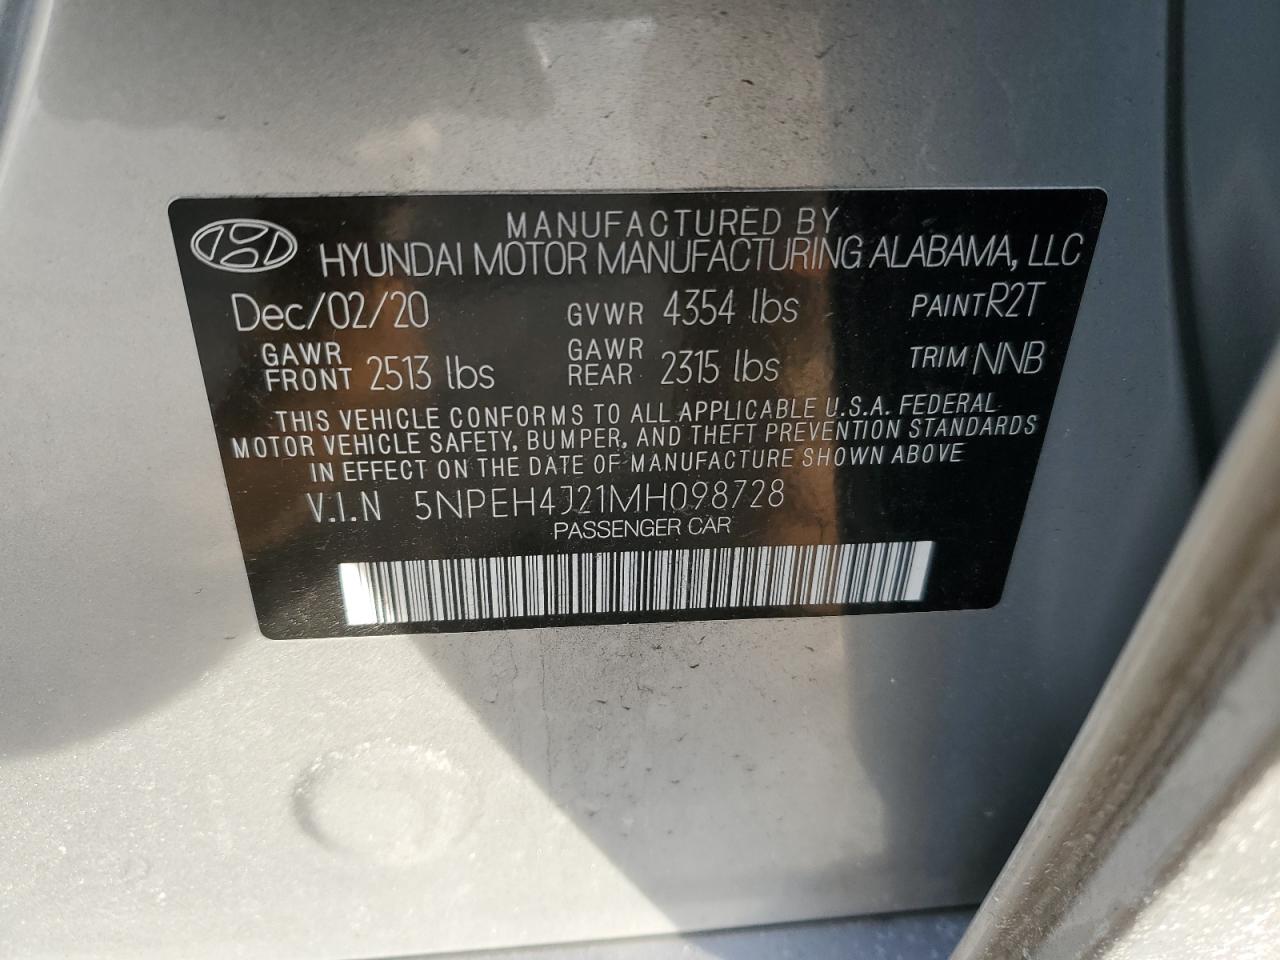 MANUFACTURED BY
HYUNDAI MOTOR MANUFACTURING ALABAMA, LLC
Dec/02/20 GVWR 4354 lbs PAINT R2T
GAWR FRONT 2513 lbs GAWR REAR 2315 lbs TRIM NNB
THIS VEHICLE CONFORMS TO ALL APPLICABLE U.S.A. FEDERAL
MOTOR VEHICLE SAFETY, BUMPER, AND THEFT PREVENTION STANDARDS
IN EFFECT ON THE DATE OF MANUFACTURE SHOWN ABOVE
V.I.N 5NPEH4J21MH098728
PASSENGER CAR